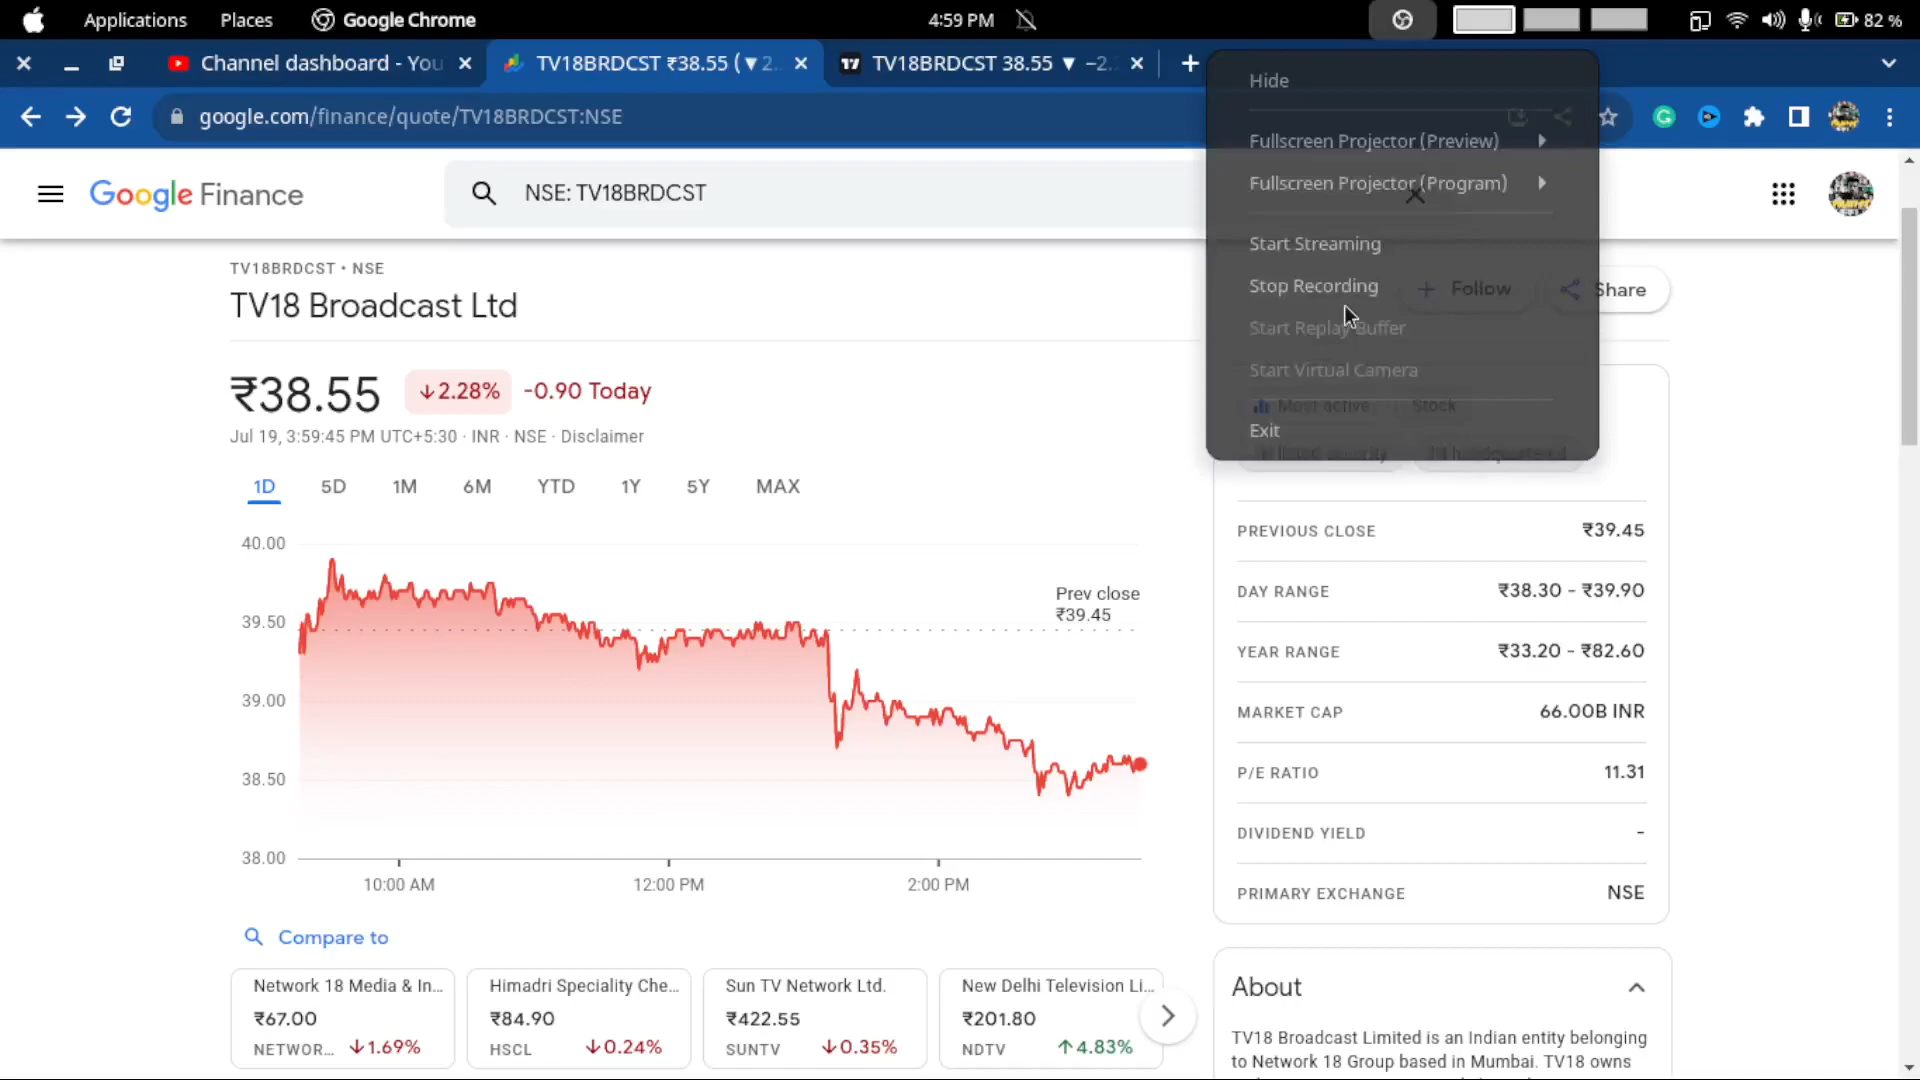 Applications Places Google Chrome 4:59 PM 82 %
Channel dashboard - You
TV18BRDCST ₹38.55 (▼2.
TV18BRDCST 38.55 ▼ −2.
google.com/finance/quote/TV18BRDCST:NSE
Google Finance
NSE: TV18BRDCST
Hide
Fullscreen Projector (Preview)
Fullscreen Projector (Program)
Start Streaming
Stop Recording
Start Replay Buffer
Start Virtual Camera
Exit
Follow
Share
Most active
Stock
TV18BRDCST • NSE
TV18 Broadcast Ltd
₹38.55 ↓2.28% -0.90 Today
Jul 19, 3:59:45 PM UTC+5:30 · INR · NSE · Disclaimer
1D 5D 1M 6M YTD 1Y 5Y MAX
40.00
39.50
39.00
38.50
38.00
Prev close
₹39.45
10:00 AM 12:00 PM 2:00 PM
PREVIOUS CLOSE ₹39.45
DAY RANGE ₹38.30 - ₹39.90
YEAR RANGE ₹33.20 - ₹82.60
MARKET CAP 66.00B INR
P/E RATIO 11.31
DIVIDEND YIELD -
PRIMARY EXCHANGE NSE
Compare to
Network 18 Media & In...
₹67.00
NETWOR... ↓1.69%
Himadri Speciality Che...
₹84.90
HSCL ↓0.24%
Sun TV Network Ltd.
₹422.55
SUNTV ↓0.35%
New Delhi Television Li...
₹201.80
NDTV ↑4.83%
About
TV18 Broadcast Limited is an Indian entity belonging
to Network 18 Group based in Mumbai. TV18 owns